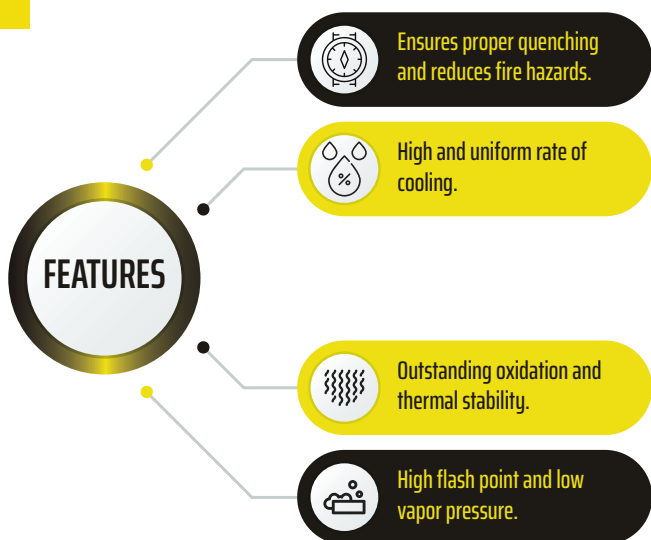 Ensures proper quenching
and reduces fire hazards.
%
High and uniform rate of
cooling.
FEATURES
Outstanding oxidation and
thermal stability.
High flash point and low
vapor pressure.